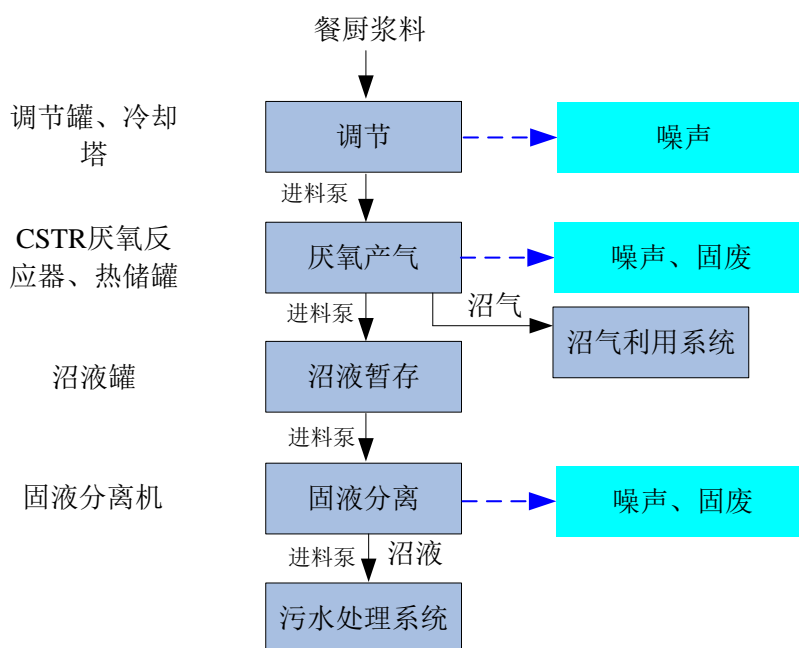 餐厨浆料
调节罐、冷却
塔
调节
噪声
进料泵
CSTR厌氧反
应器、热储罐
厌氧产气
噪声、固废
进料泵
沼气
沼气利用系统
沼液罐
沼液暂存
进料泵
固液分离机
固液分离
噪声、固废
进料泵
沼液
污水处理系统